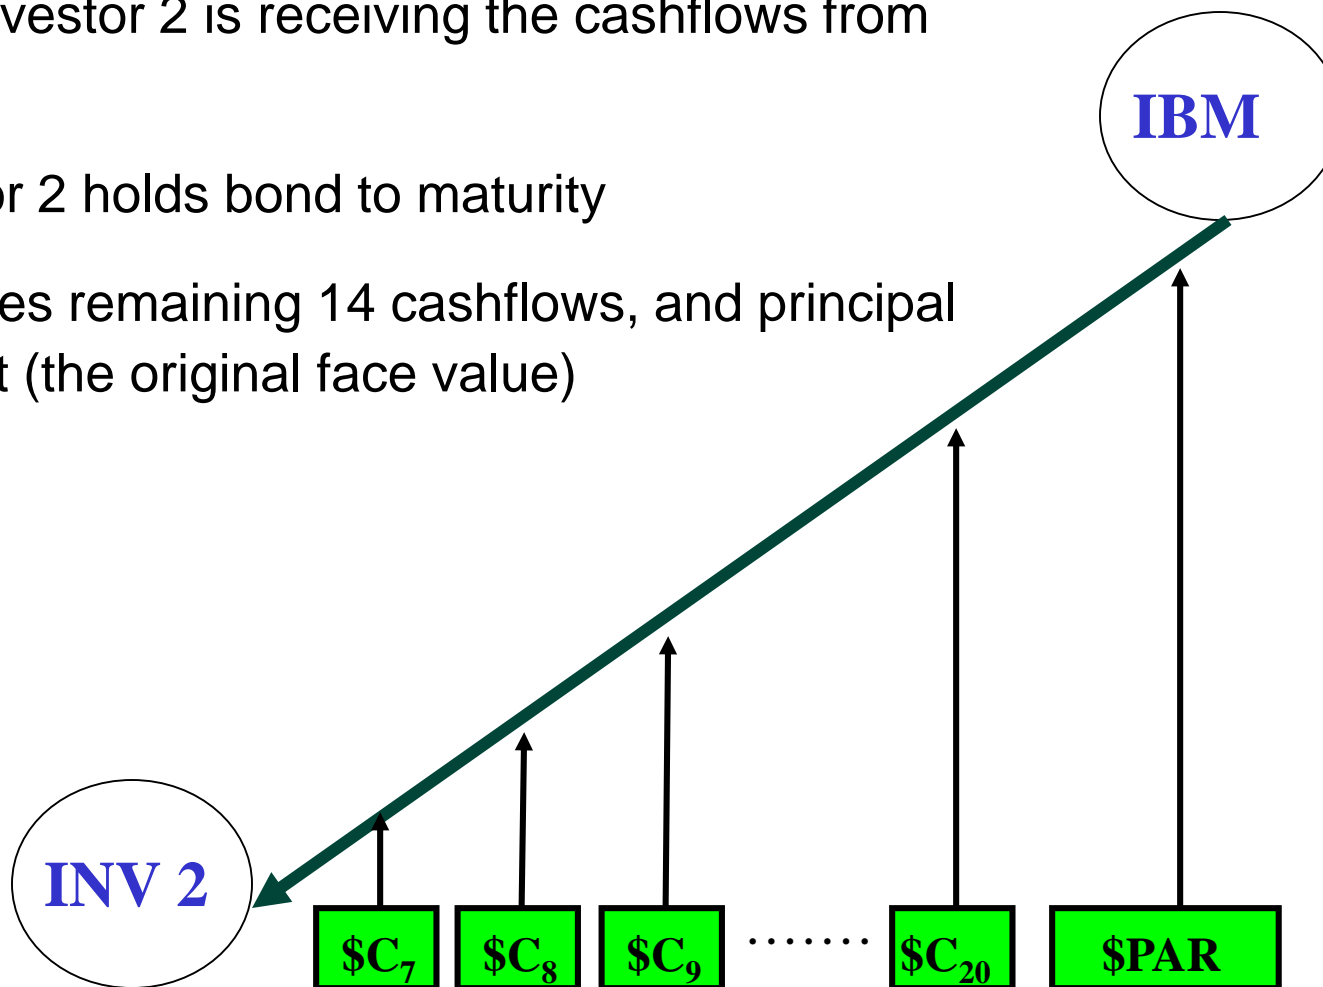 vestor 2 is receiving the cashflows from
IBM
or 2 holds bond to maturity
es remaining 14 cashflows, and principal
t (the original face value)
INV 2
$C₇ $C₈ $C₉ ....... $C₂₀ $PAR